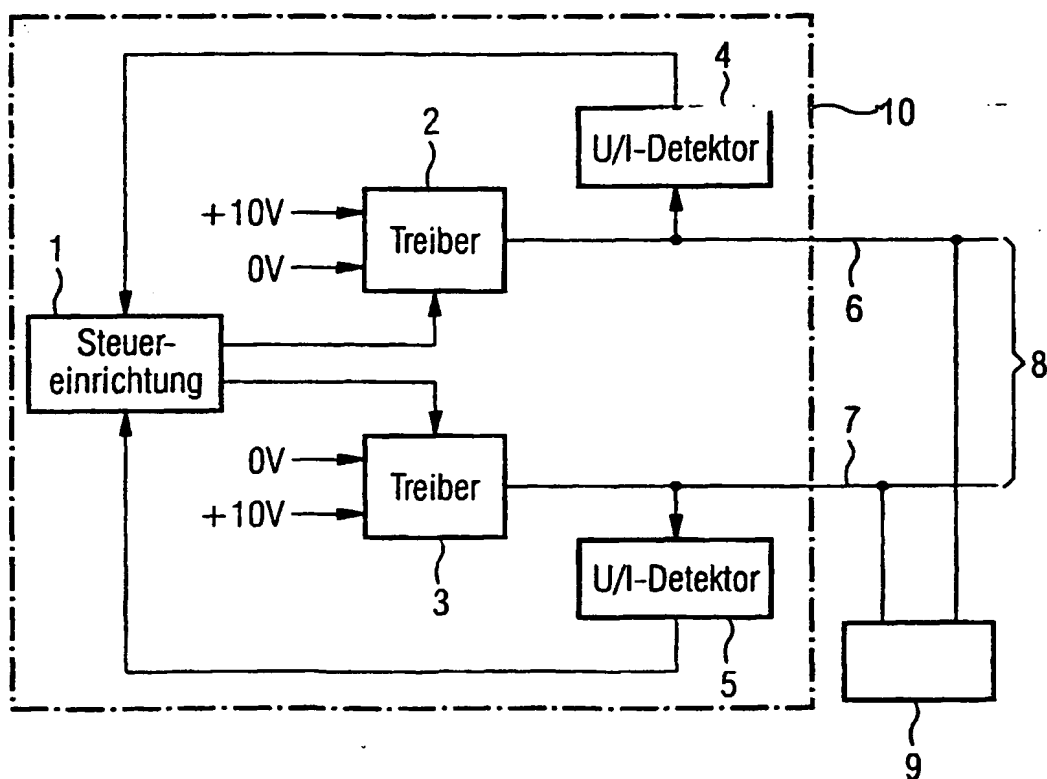 4
10
U/I-Detektor
2
+10V
Treiber
0V
1
6
Steuer-
einrichtung
8
7
0V
Treiber
+10V
U/I-Detektor
3
5
9